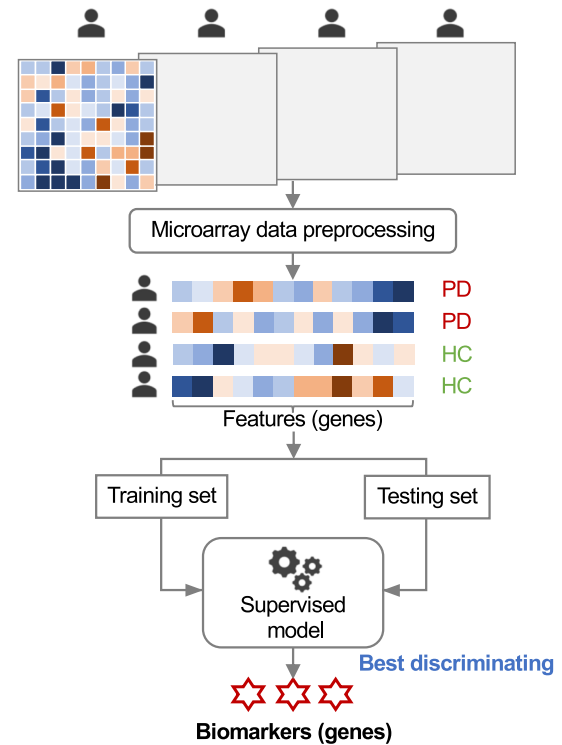 Microarray data preprocessing
PD
PD
HC
HC
Features (genes)
Training set
Testing set
Supervised
model
Best discriminating
Biomarkers (genes)